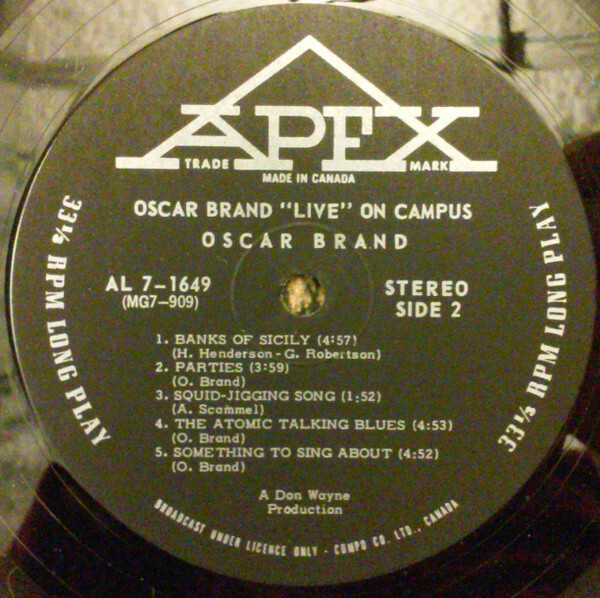 APEX
TRADE MARK
MADE IN CANADA
OSCAR BRAND "LIVE" ON CAMPUS
OSCAR BRAND
AL 7-1649
(MG7-909)
STEREO
SIDE 2
33⅓ RPM LONG PLAY
1. BANKS OF SICILY (4:57)
(H. Henderson - G. Robertson)
2. PARTIES (3:59)
(O. Brand)
3. SQUID-JIGGING SONG (1:52)
(A. Scammel)
4. THE ATOMIC TALKING BLUES (4:53)
(O. Brand)
5. SOMETHING TO SING ABOUT (4:52)
(O. Brand)
33⅓ RPM LONG PLAY
A Don Wayne
Production
BROADCAST UNDER LICENCE ONLY - COMPO CO. LTD., CANADA